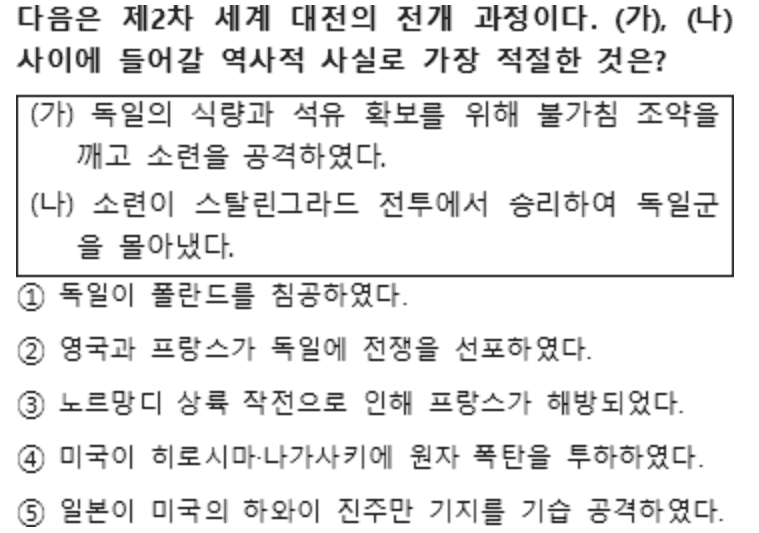 다음은 제2차 세계 대전의 전개 과정이다. (가), (나)
사이에 들어갈 역사적 사실로 가장 적절한 것은?
(가) 독일의 식량과 석유 확보를 위해 불가침 조약을
깨고 소련을 공격하였다.
(나) 소련이 스탈린그라드 전투에서 승리하여 독일군
을 몰아냈다.
① 독일이 폴란드를 침공하였다.
② 영국과 프랑스가 독일에 전쟁을 선포하였다.
③ 노르망디 상륙 작전으로 인해 프랑스가 해방되었다.
④ 미국이 히로시마·나가사키에 원자 폭탄을 투하하였다.
⑤ 일본이 미국의 하와이 진주만 기지를 기습 공격하였다.